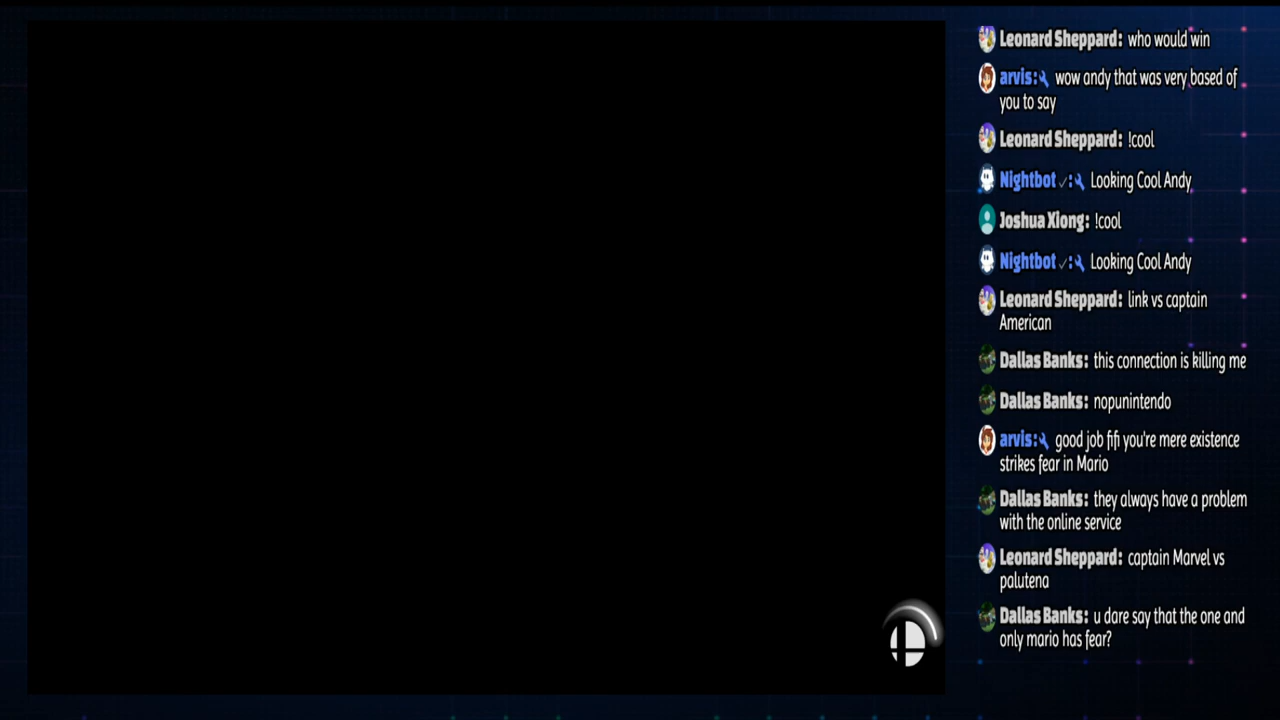 Leonard Sheppard: who would win
arvis: wow andy that was very based of
you to say
Leonard Sheppard: !cool
Nightbot ✓: Looking Cool Andy
Joshua Xiong: !cool
Nightbot ✓: Looking Cool Andy
Leonard Sheppard: link vs captain
American
Dallas Banks: this connection is killing me
Dallas Banks: nopunintendo
arvis: good job fifi you're mere existence
strikes fear in Mario
Dallas Banks: they always have a problem
with the online service
Leonard Sheppard: captain Marvel vs
palutena
Dallas Banks: u dare say that the one and
only mario has fear?